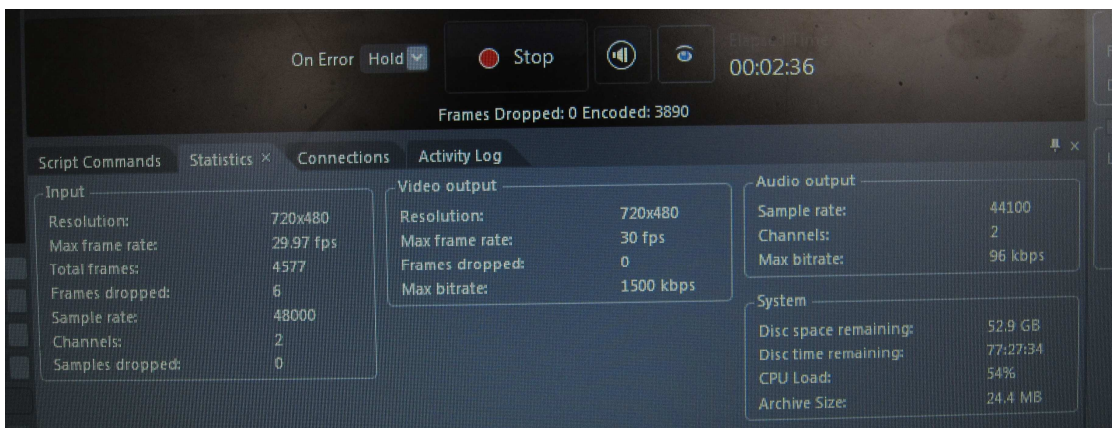 On Error Hold Stop Elapsed Time
00:02:36
Frames Dropped: 0 Encoded: 3890
Script Commands Statistics × Connections Activity Log
Input
Resolution: 720x480
Max frame rate: 29.97 fps
Total frames: 4577
Frames dropped: 6
Sample rate: 48000
Channels: 2
Samples dropped: 0
Video output
Resolution: 720x480
Max frame rate: 30 fps
Frames dropped: 0
Max bitrate: 1500 kbps
Audio output
Sample rate: 44100
Channels: 2
Max bitrate: 96 kbps
System
Disc space remaining: 52.9 GB
Disc time remaining: 77:27:34
CPU Load: 54%
Archive Size: 24.4 MB